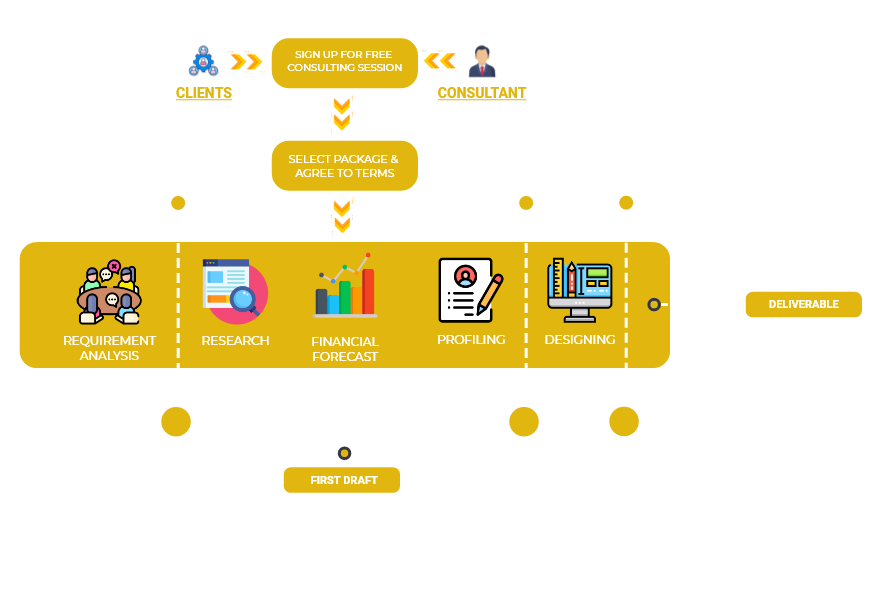 SIGN UP FOR FREE
CONSULTING SESSION
CLIENTS
CONSULTANT
SELECT PACKAGE &
AGREE TO TERMS
REQUIREMENT
ANALYSIS
RESEARCH
FINANCIAL
FORECAST
PROFILING
DESIGNING
DELIVERABLE
FIRST DRAFT